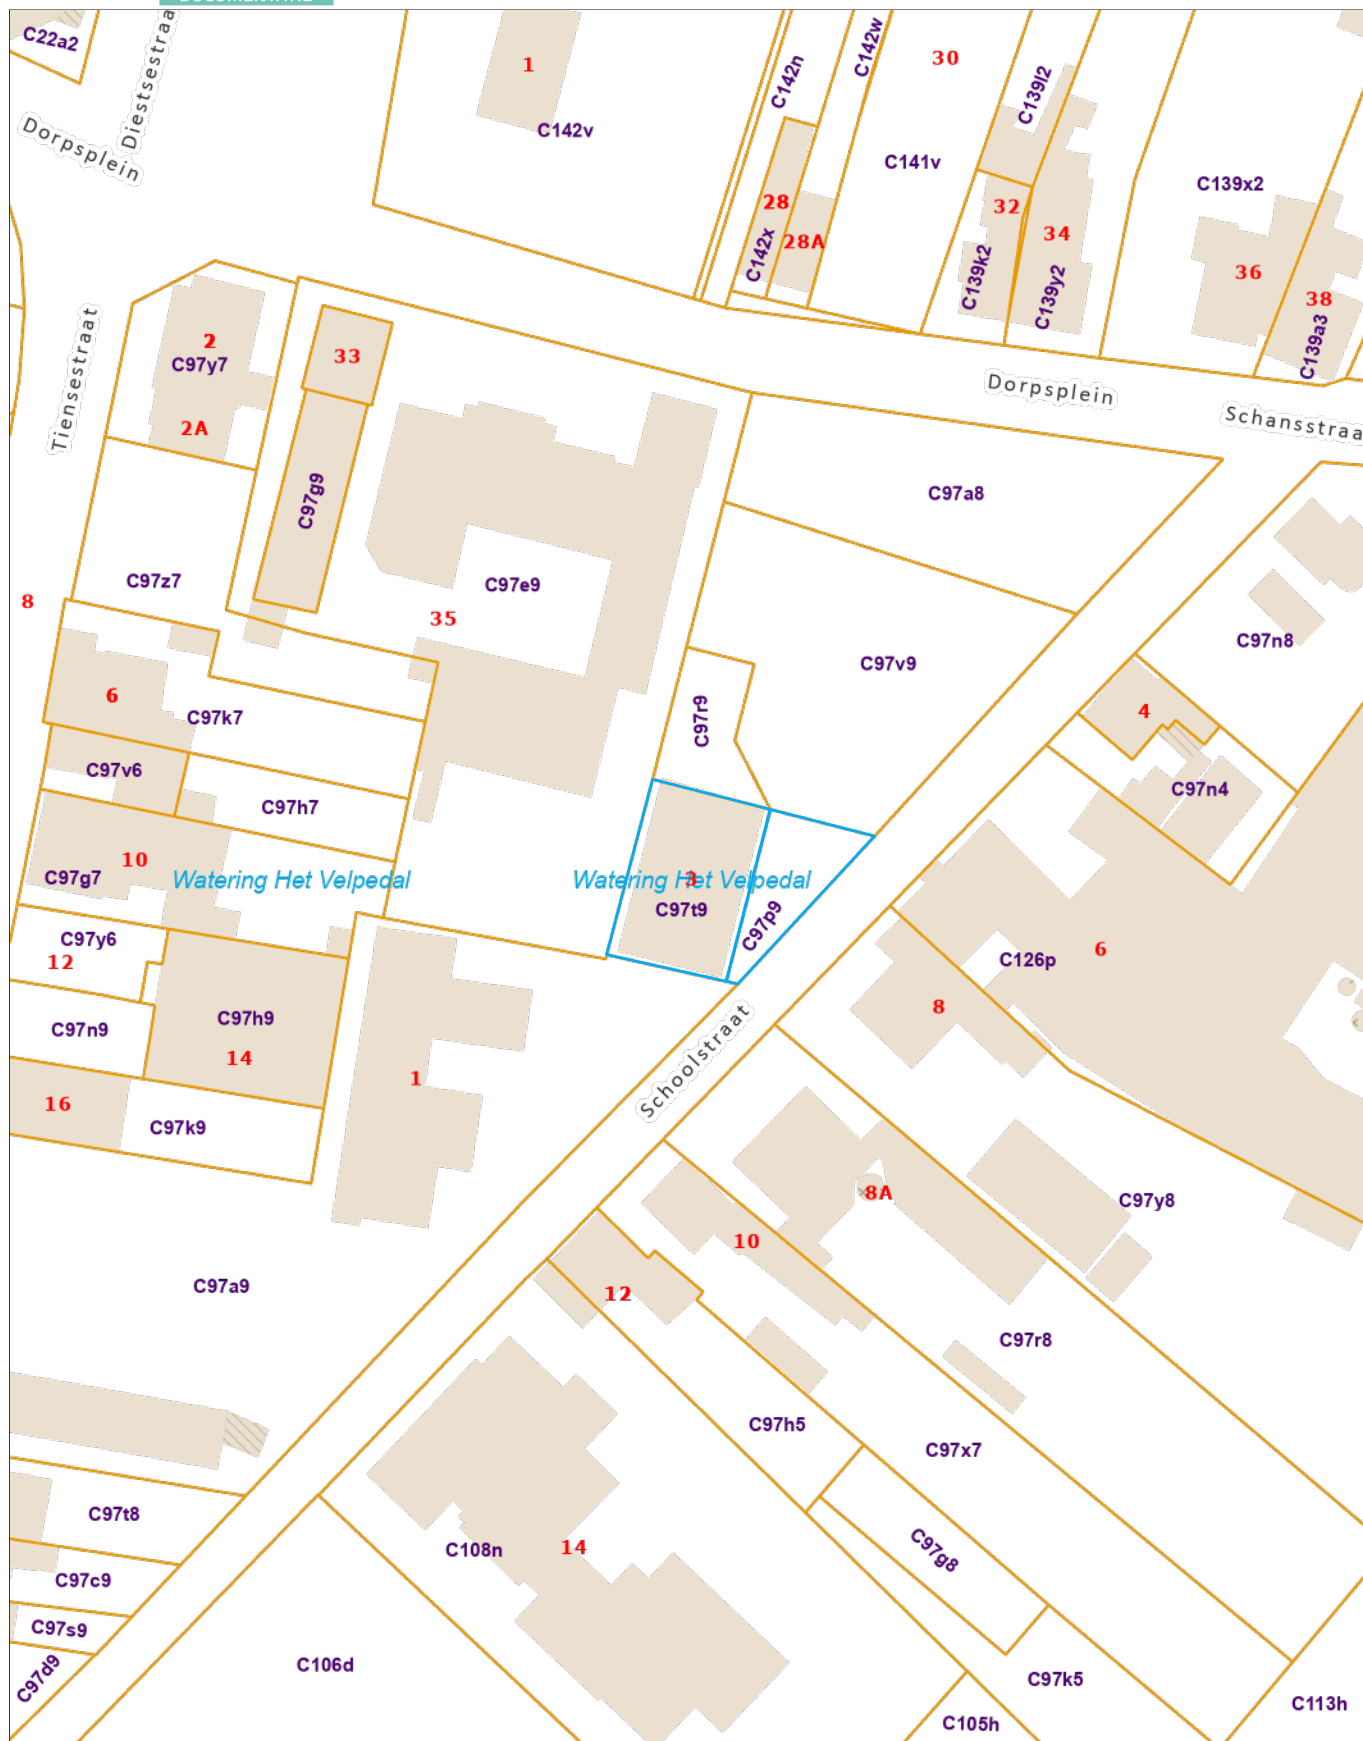 C22a2
Diestsestraa
Dorpsplein
1
C142v
C142n
C142w
30
C141v
C139l2
28
28A
C142x
32
34
C139k2
C139y2
C139x2
36
38
C139a3
Tiensestraat
2
C97y7
2A
33
C97g9
Dorpsplein
Schansstraa
C97a8
C97z7
8
C97e9
35
C97v9
C97n8
6
C97k7
C97r9
4
C97v6
C97h7
C97n4
10
C97g7
Watering Het Velpedal
Watering Het Velpedal
3
C97t9
C97p9
C97y6
12
C126p
6
C97n9
C97h9
14
8
1
Schoolstraat
16
C97k9
8A
C97y8
10
C97a9
12
C97r8
C97h5
C97x7
C97t8
C108n
14
C97g8
C97c9
C97s9
C97d9
C106d
C97k5
C105h
C113h